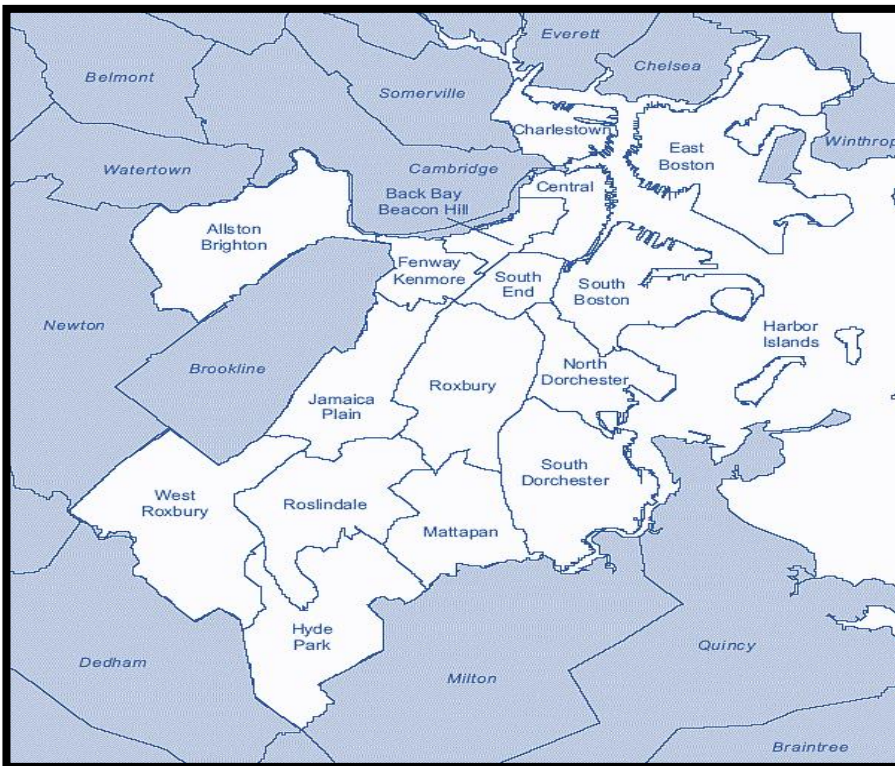 Everett
Chelsea
Belmont
Somerville
Winthrop
Charlestown
East
Boston
Watertown
Cambridge
Back Bay
Beacon Hill
Central
Allston
Brighton
Fenway
Kenmore
South
End
South
Boston
Newton
Harbor
Islands
Brookline
North
Dorchester
Roxbury
Jamaica
Plain
South
Dorchester
West
Roxbury
Roslindale
Mattapan
Hyde
Park
Quincy
Dedham
Milton
Braintree